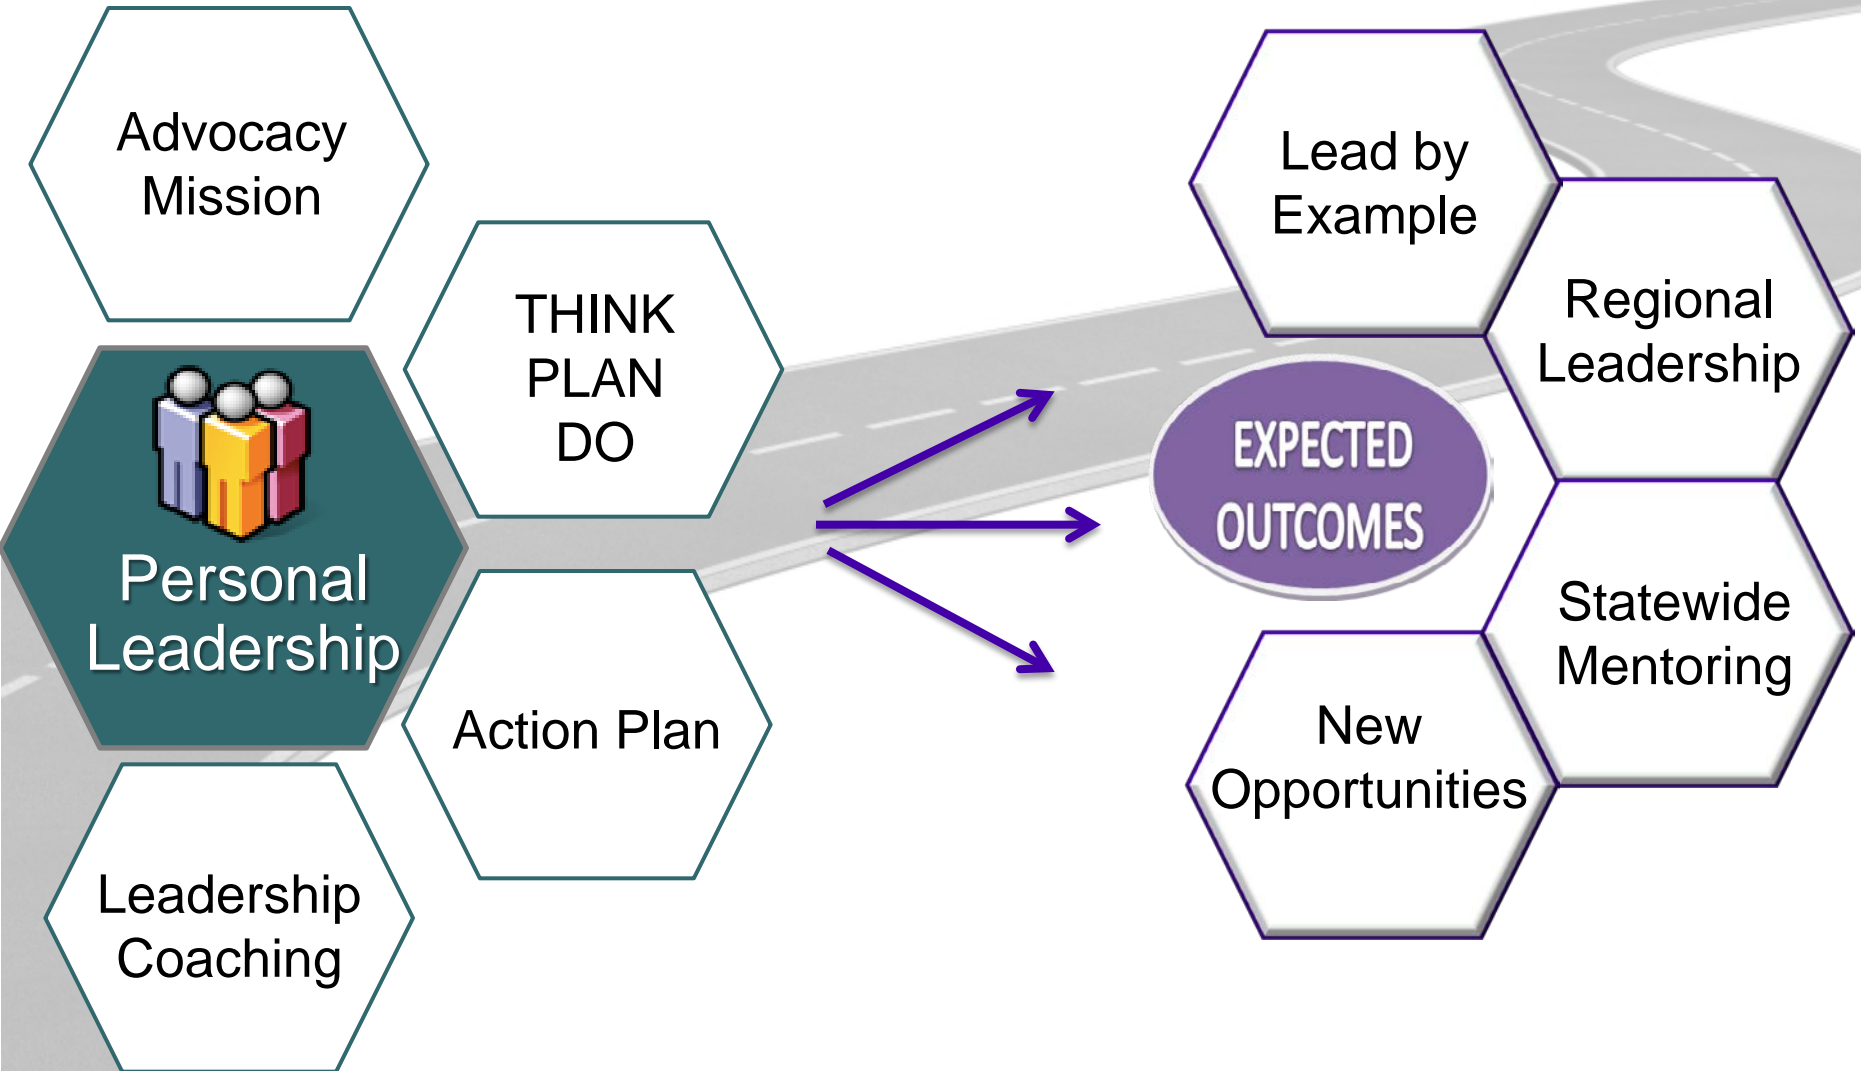 Advocacy
Mission
THINK
PLAN
DO
Personal
Leadership
Action Plan
Leadership
Coaching
Lead by
Example
Regional
Leadership
EXPECTED
OUTCOMES
Statewide
Mentoring
New
Opportunities